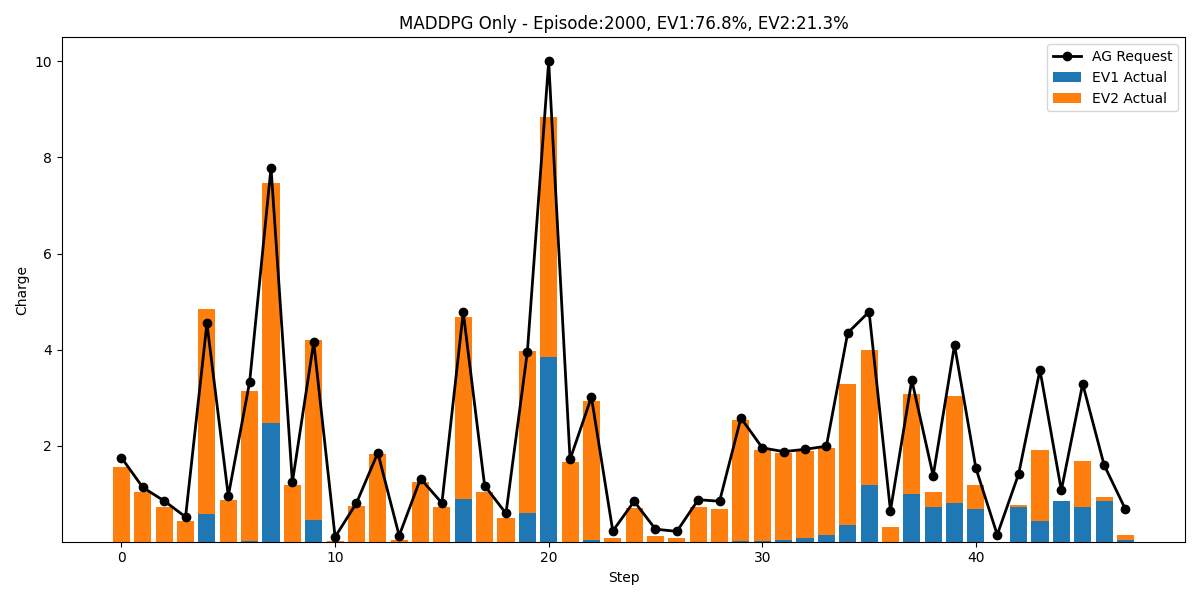 MADDPG Only - Episode:2000, EV1:76.8%, EV2:21.3%
AG Request
EV1 Actual
EV2 Actual
Charge
10
8
6
4
2
0
10
20
30
40
Step